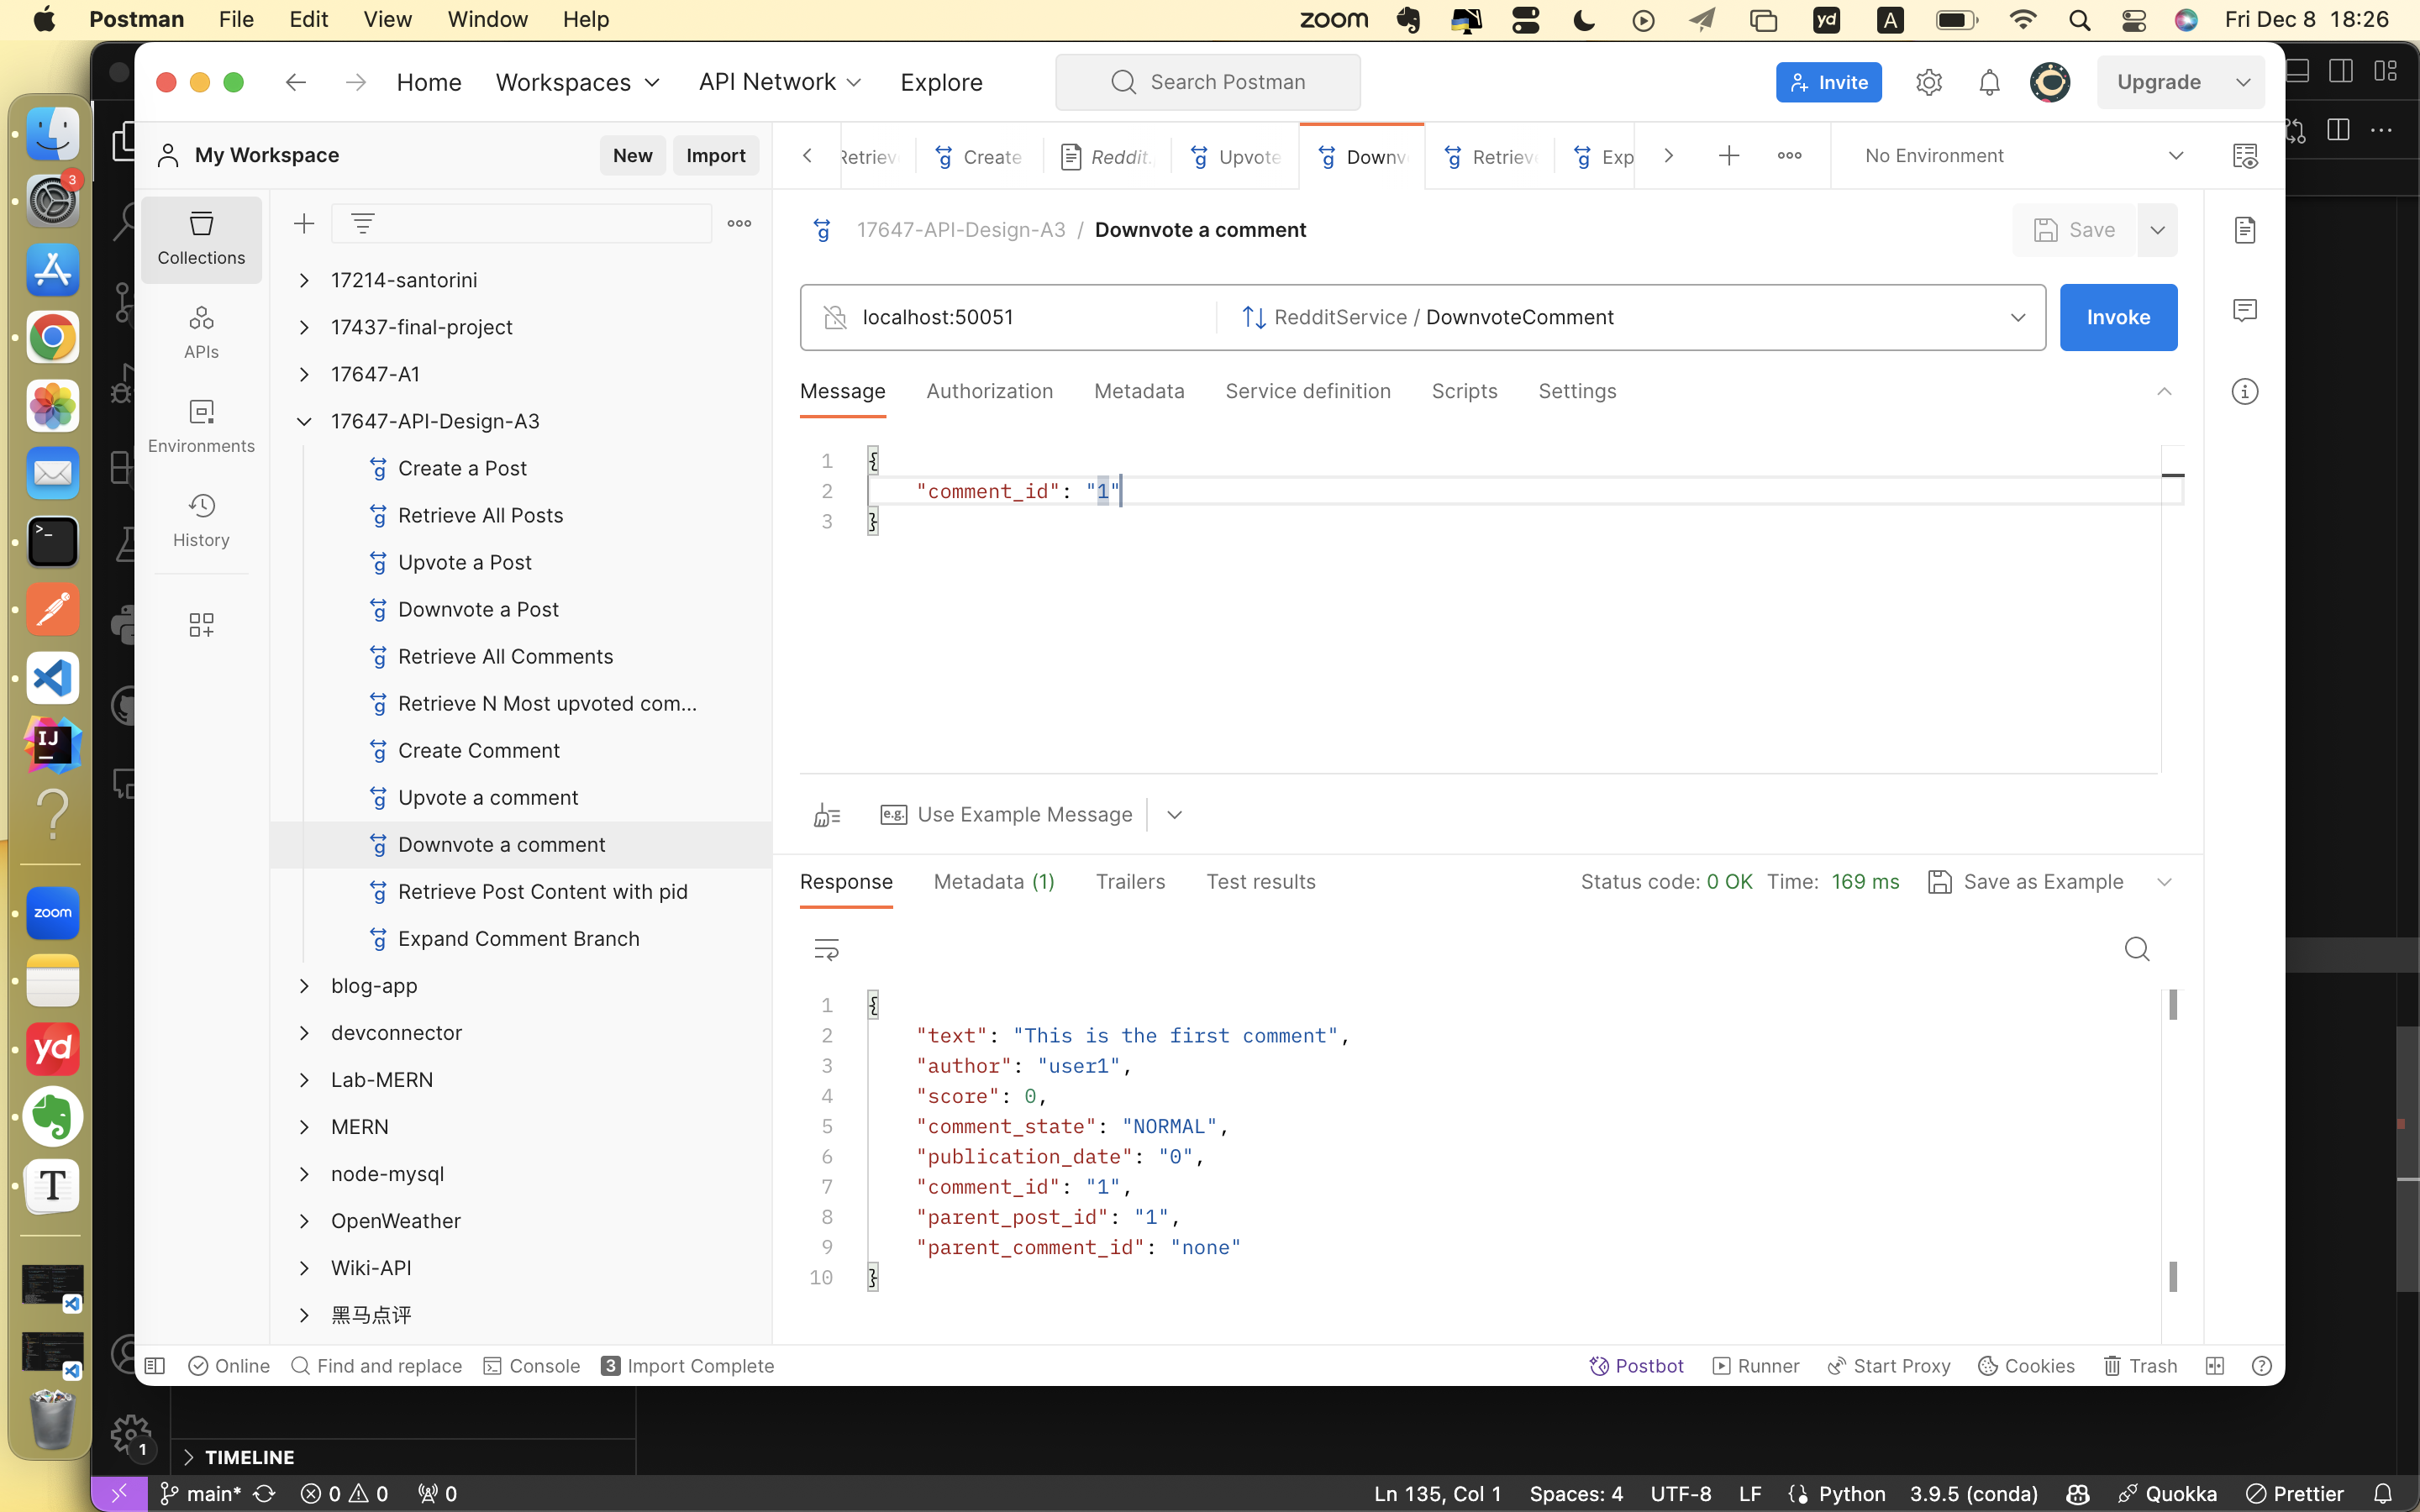 Postman File Edit View Window Help zoom yd A Fri Dec 8 18:26
Home Workspaces API Network Explore Search Postman Invite Upgrade
My Workspace New Import Retriev Create Reddit. Upvote Downv Retriev Exp No Environment
3
Collections
APIs
Environments
History
17214-santorini
17437-final-project
17647-A1
17647-API-Design-A3
Create a Post
Retrieve All Posts
Upvote a Post
Downvote a Post
Retrieve All Comments
Retrieve N Most upvoted com...
Create Comment
Upvote a comment
Downvote a comment
Retrieve Post Content with pid
Expand Comment Branch
blog-app
devconnector
Lab-MERN
MERN
node-mysql
OpenWeather
Wiki-API
黑马点评
17647-API-Design-A3 / Downvote a comment Save
localhost:50051 RedditService / DownvoteComment Invoke
Message Authorization Metadata Service definition Scripts Settings
1 {
2 "comment_id": "1"
3 }
e.g. Use Example Message
Response Metadata (1) Trailers Test results Status code: 0 OK Time: 169 ms Save as Example
1 {
2 "text": "This is the first comment",
3 "author": "user1",
4 "score": 0,
5 "comment_state": "NORMAL",
6 "publication_date": "0",
7 "comment_id": "1",
8 "parent_post_id": "1",
9 "parent_comment_id": "none"
10 }
IJ
zoom
yd
T
Online Find and replace Console 3 Import Complete Postbot Runner Start Proxy Cookies Trash
1
TIMELINE
main* 0 0 0 Ln 135, Col 1 Spaces: 4 UTF-8 LF Python 3.9.5 (conda) Quokka Prettier